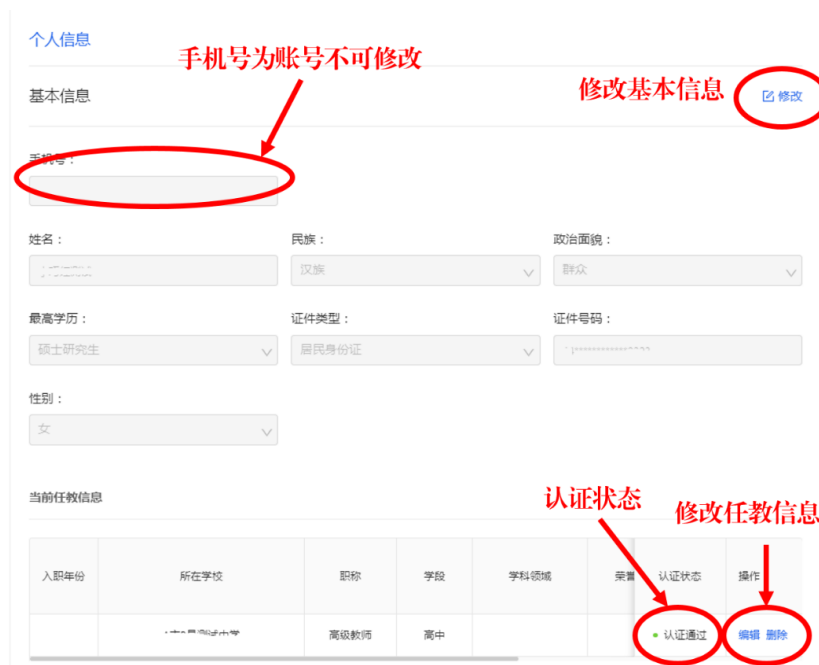 个人信息
手机号为账号不可修改
基本信息
修改基本信息
修改
手机号：
姓名：
民族：
政治面貌：
汉族
群众
最高学历：
证件类型：
证件号码：
硕士研究生
居民身份证
性别：
女
当前任教信息
认证状态
修改任教信息
入职年份
所在学校
职称
学段
学科领域
荣誉
认证状态
操作
高级教师
高中
认证通过
编辑 删除